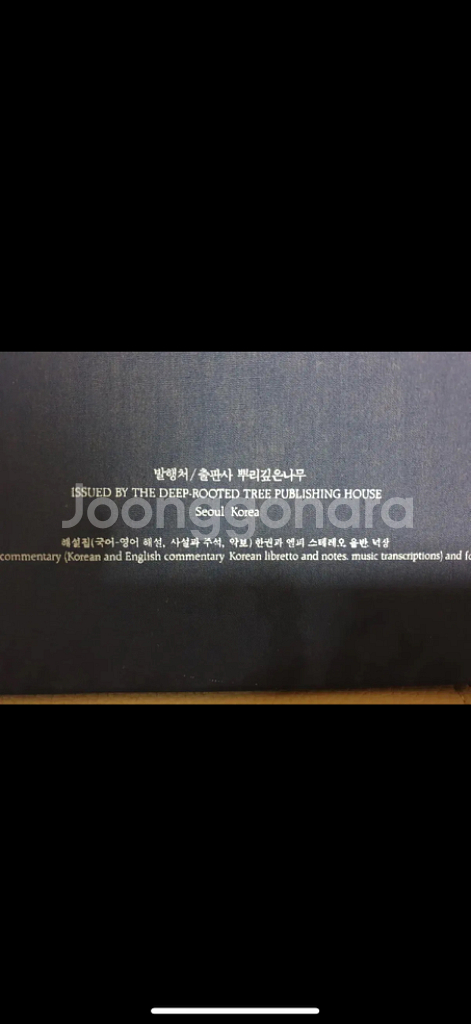 발행처/출판사 뿌리깊은나무
ISSUED BY THE DEEP-ROOTED TREE PUBLISHING HOUSE
Joonggonara
Seoul Korea
해설집(국어-영어 해설, 사설과 주석, 악보) 한권과 엘피 스테레오 음반 넉장
commentary (Korean and English commentary Korean libretto and notes. music transcriptions) and